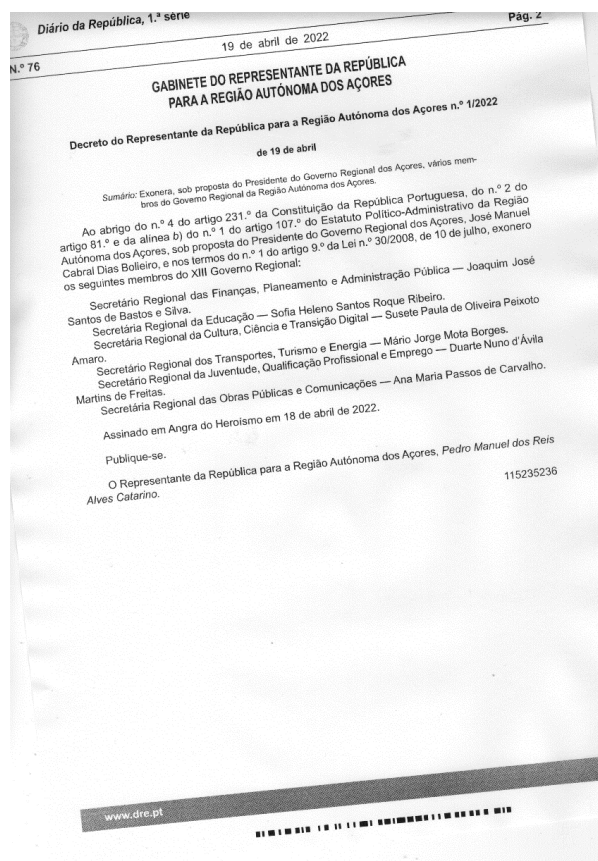 Diário da República, 1.ª série
Pág. 2
N.º 76
19 de abril de 2022
GABINETE DO REPRESENTANTE DA REPÚBLICA
PARA A REGIÃO AUTÓNOMA DOS AÇORES
Decreto do Representante da República para a Região Autónoma dos Açores n.º 1/2022
de 19 de abril
Sumário: Exonera, sob proposta do Presidente do Governo Regional dos Açores, vários mem-
bros do Governo Regional da Região Autónoma dos Açores.
Ao abrigo do n.º 4 do artigo 231.º da Constituição da República Portuguesa, do n.º 2 do
artigo 81.º e da alínea b) do n.º 1 do artigo 107.º do Estatuto Político-Administrativo da Região
Autónoma dos Açores, sob proposta do Presidente do Governo Regional dos Açores, José Manuel
Cabral Dias Bolieiro, e nos termos do n.º 1 do artigo 9.º da Lei n.º 30/2008, de 10 de julho, exonero
os seguintes membros do XIII Governo Regional:
Secretário Regional das Finanças, Planeamento e Administração Pública — Joaquim José
Santos de Bastos e Silva.
Secretária Regional da Educação — Sofia Heleno Santos Roque Ribeiro.
Secretária Regional da Cultura, Ciência e Transição Digital — Susete Paula de Oliveira Peixoto
Amaro.
Secretário Regional dos Transportes, Turismo e Energia — Mário Jorge Mota Borges.
Secretário Regional da Juventude, Qualificação Profissional e Emprego — Duarte Nuno d'Ávila
Martins de Freitas.
Secretária Regional das Obras Públicas e Comunicações — Ana Maria Passos de Carvalho.
Assinado em Angra do Heroísmo em 18 de abril de 2022.
Publique-se.
O Representante da República para a Região Autónoma dos Açores, Pedro Manuel dos Reis
Alves Catarino.
115235236
www.dre.pt